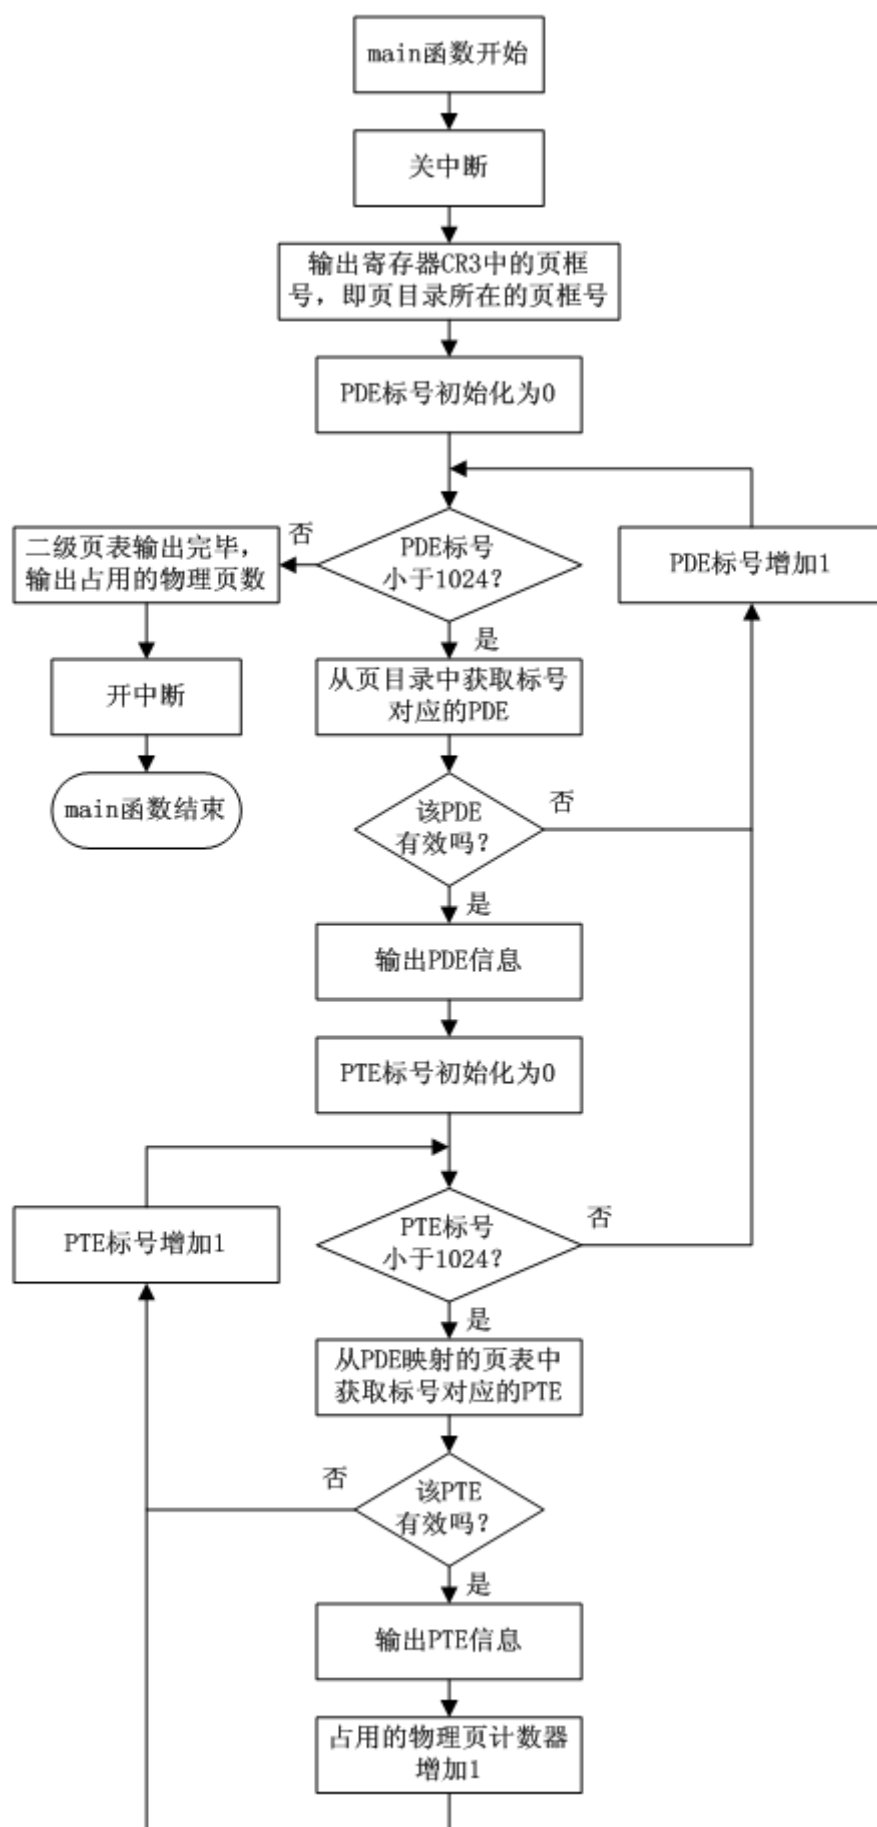 main函数开始
关中断
输出寄存器CR3中的页框
号，即页目录所在的页框号
PDE标号初始化为0
PDE标号
小于1024？
否
二级页表输出完毕，
输出占用的物理页数
PDE标号增加1
是
开中断
从页目录中获取标号
对应的PDE
main函数结束
该PDE
有效吗？
否
是
输出PDE信息
PTE标号初始化为0
PTE标号增加1
PTE标号
小于1024？
否
是
从PDE映射的页表中
获取标号对应的PTE
否
该PTE
有效吗？
是
输出PTE信息
占用的物理页计数器
增加1